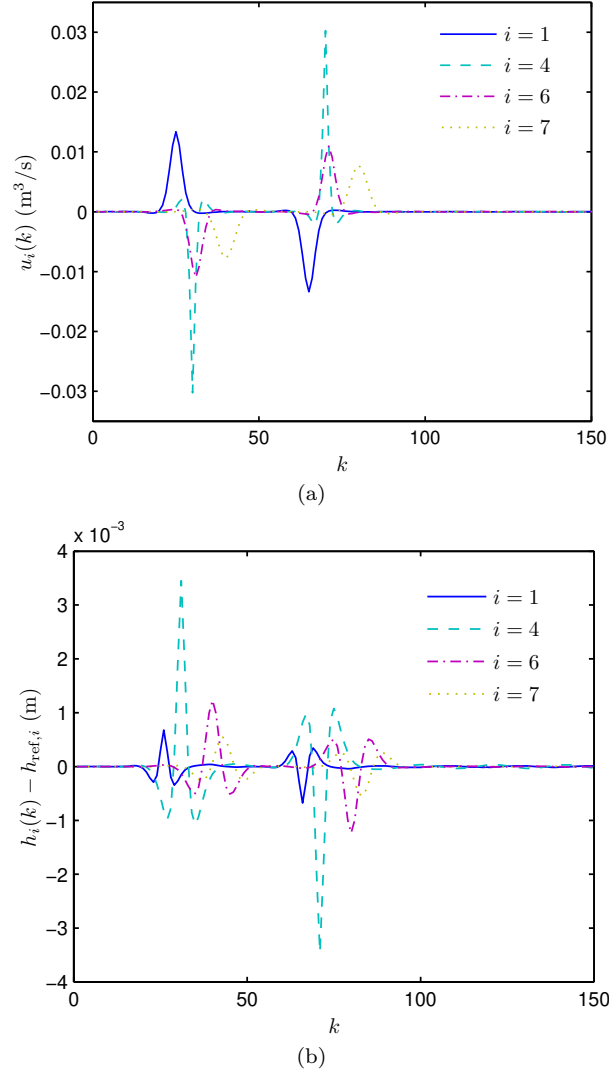 0.03
0.02
0.01
0
−0.01
−0.02
−0.03
u_i(k) (m³/s)
i = 1
i = 4
i = 6
i = 7
0 50 100 150
k
(a)
x 10⁻³
4
3
2
1
0
−1
−2
−3
−4
h_i(k) − h_ref,i (m)
i = 1
i = 4
i = 6
i = 7
0 50 100 150
k
(b)